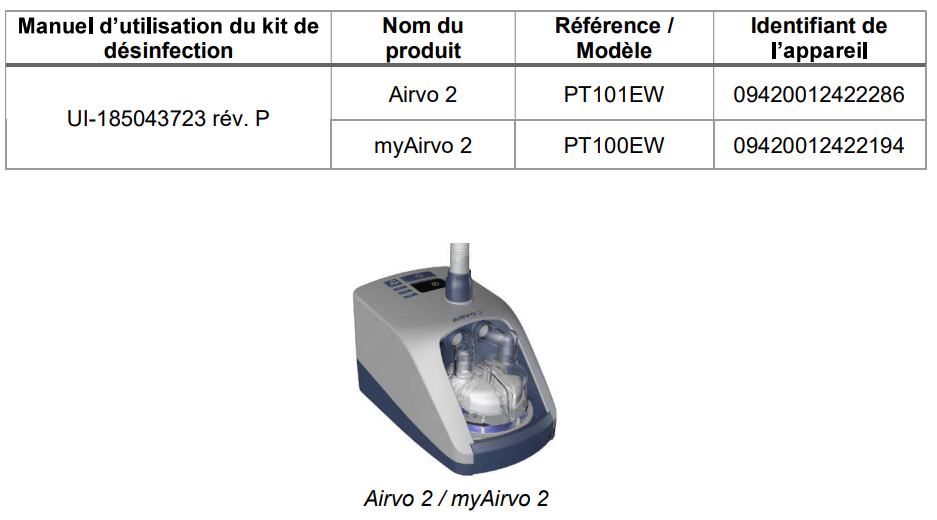 Manuel d’utilisation du kit de
désinfection
Nom du
produit
Référence /
Modèle
Identifiant de
l’appareil
UI-185043723 rév. P
Airvo 2
PT101EW
09420012422286
myAirvo 2
PT100EW
09420012422194
AIRVO 2
Airvo 2 / myAirvo 2